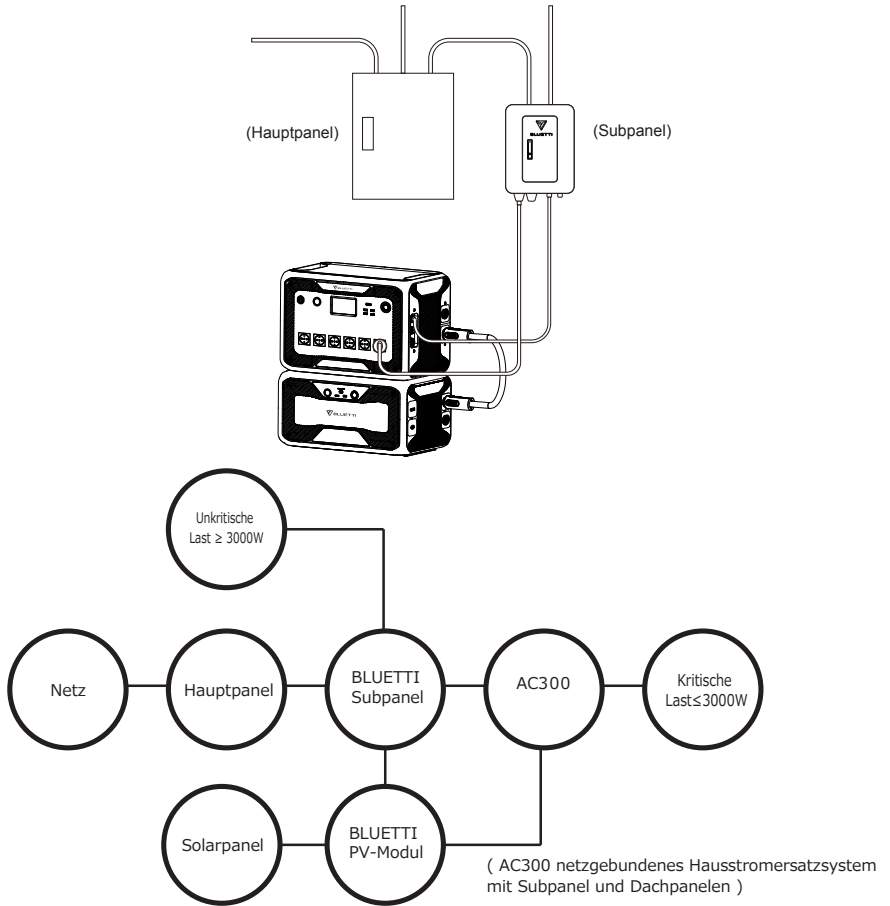 (Hauptpanel)
BLUETTI
(Subpanel)
BLUETTI
BLUETTI
Unkritische
Last ≥ 3000W
Netz
Hauptpanel
BLUETTI
Subpanel
AC300
Kritische
Last≤3000W
Solarpanel
BLUETTI
PV-Modul
( AC300 netzgebundenes Hausstromersatzsystem
mit Subpanel und Dachpanelen )